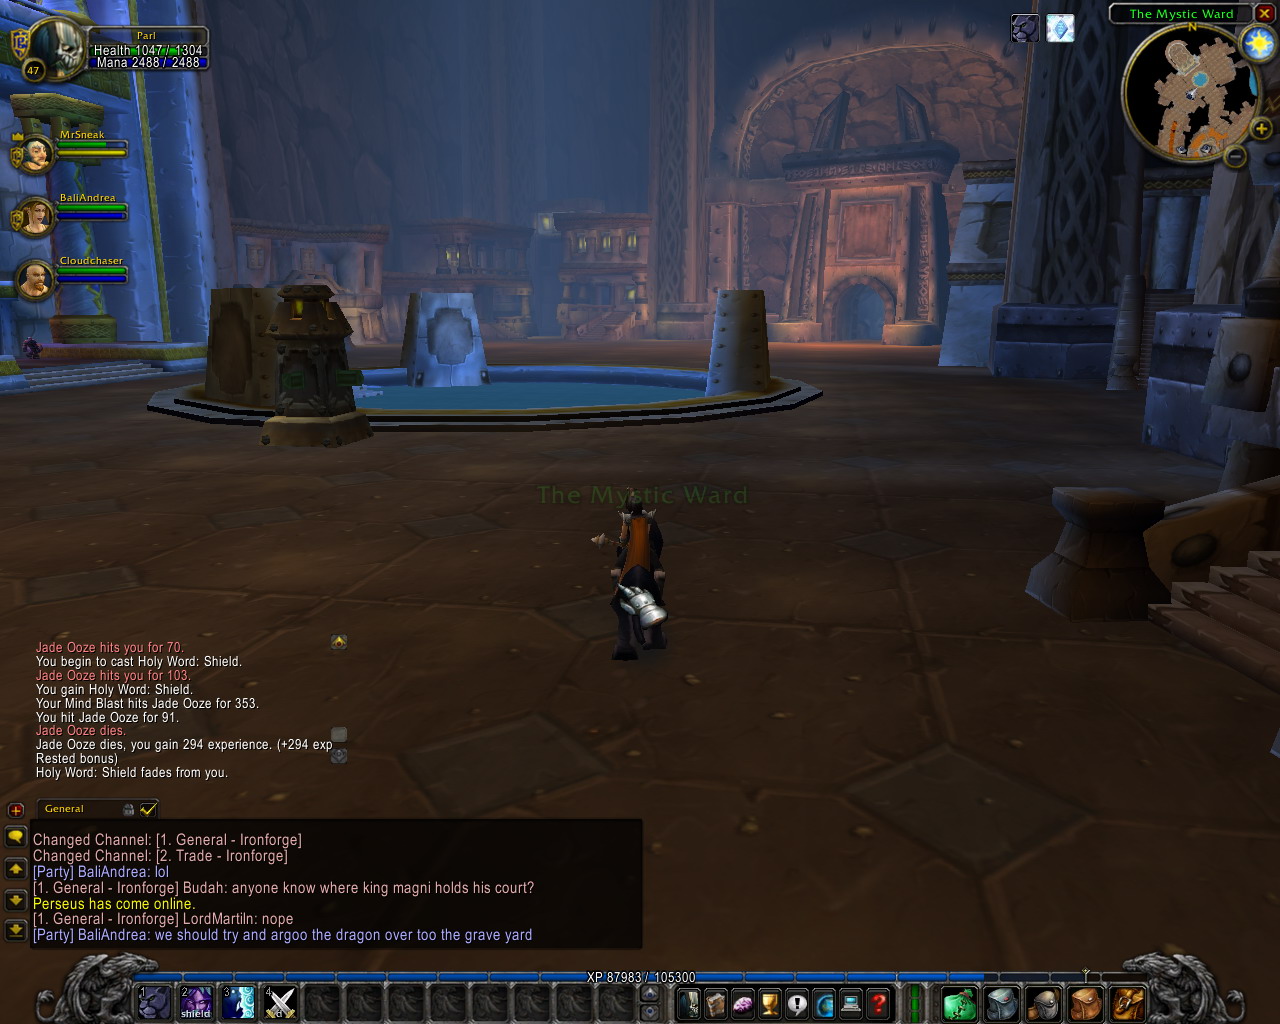 The Mystic Ward
N
Parl
Health 1047 / 1304
Mana 2488 / 2488
47
MrSneak
BaliAndrea
Cloudchaser
The Mystic Ward
Jade Ooze hits you for 70.
You begin to cast Holy Word: Shield.
Jade Ooze hits you for 103.
You gain Holy Word: Shield.
Your Mind Blast hits Jade Ooze for 353.
You hit Jade Ooze for 91.
Jade Ooze dies.
Jade Ooze dies, you gain 294 experience. (+294 exp
Rested bonus)
Holy Word: Shield fades from you.
General
Changed Channel: [1. General - Ironforge]
Changed Channel: [2. Trade - Ironforge]
[Party] BaliAndrea: lol
[1. General - Ironforge] Budah: anyone know where king magni holds his court?
Perseus has come online.
[1. General - Ironforge] LordMartiIn: nope
[Party] BaliAndrea: we should try and argoo the dragon over too the grave yard
XP 87983 / 105300
1 2 3 4
shield